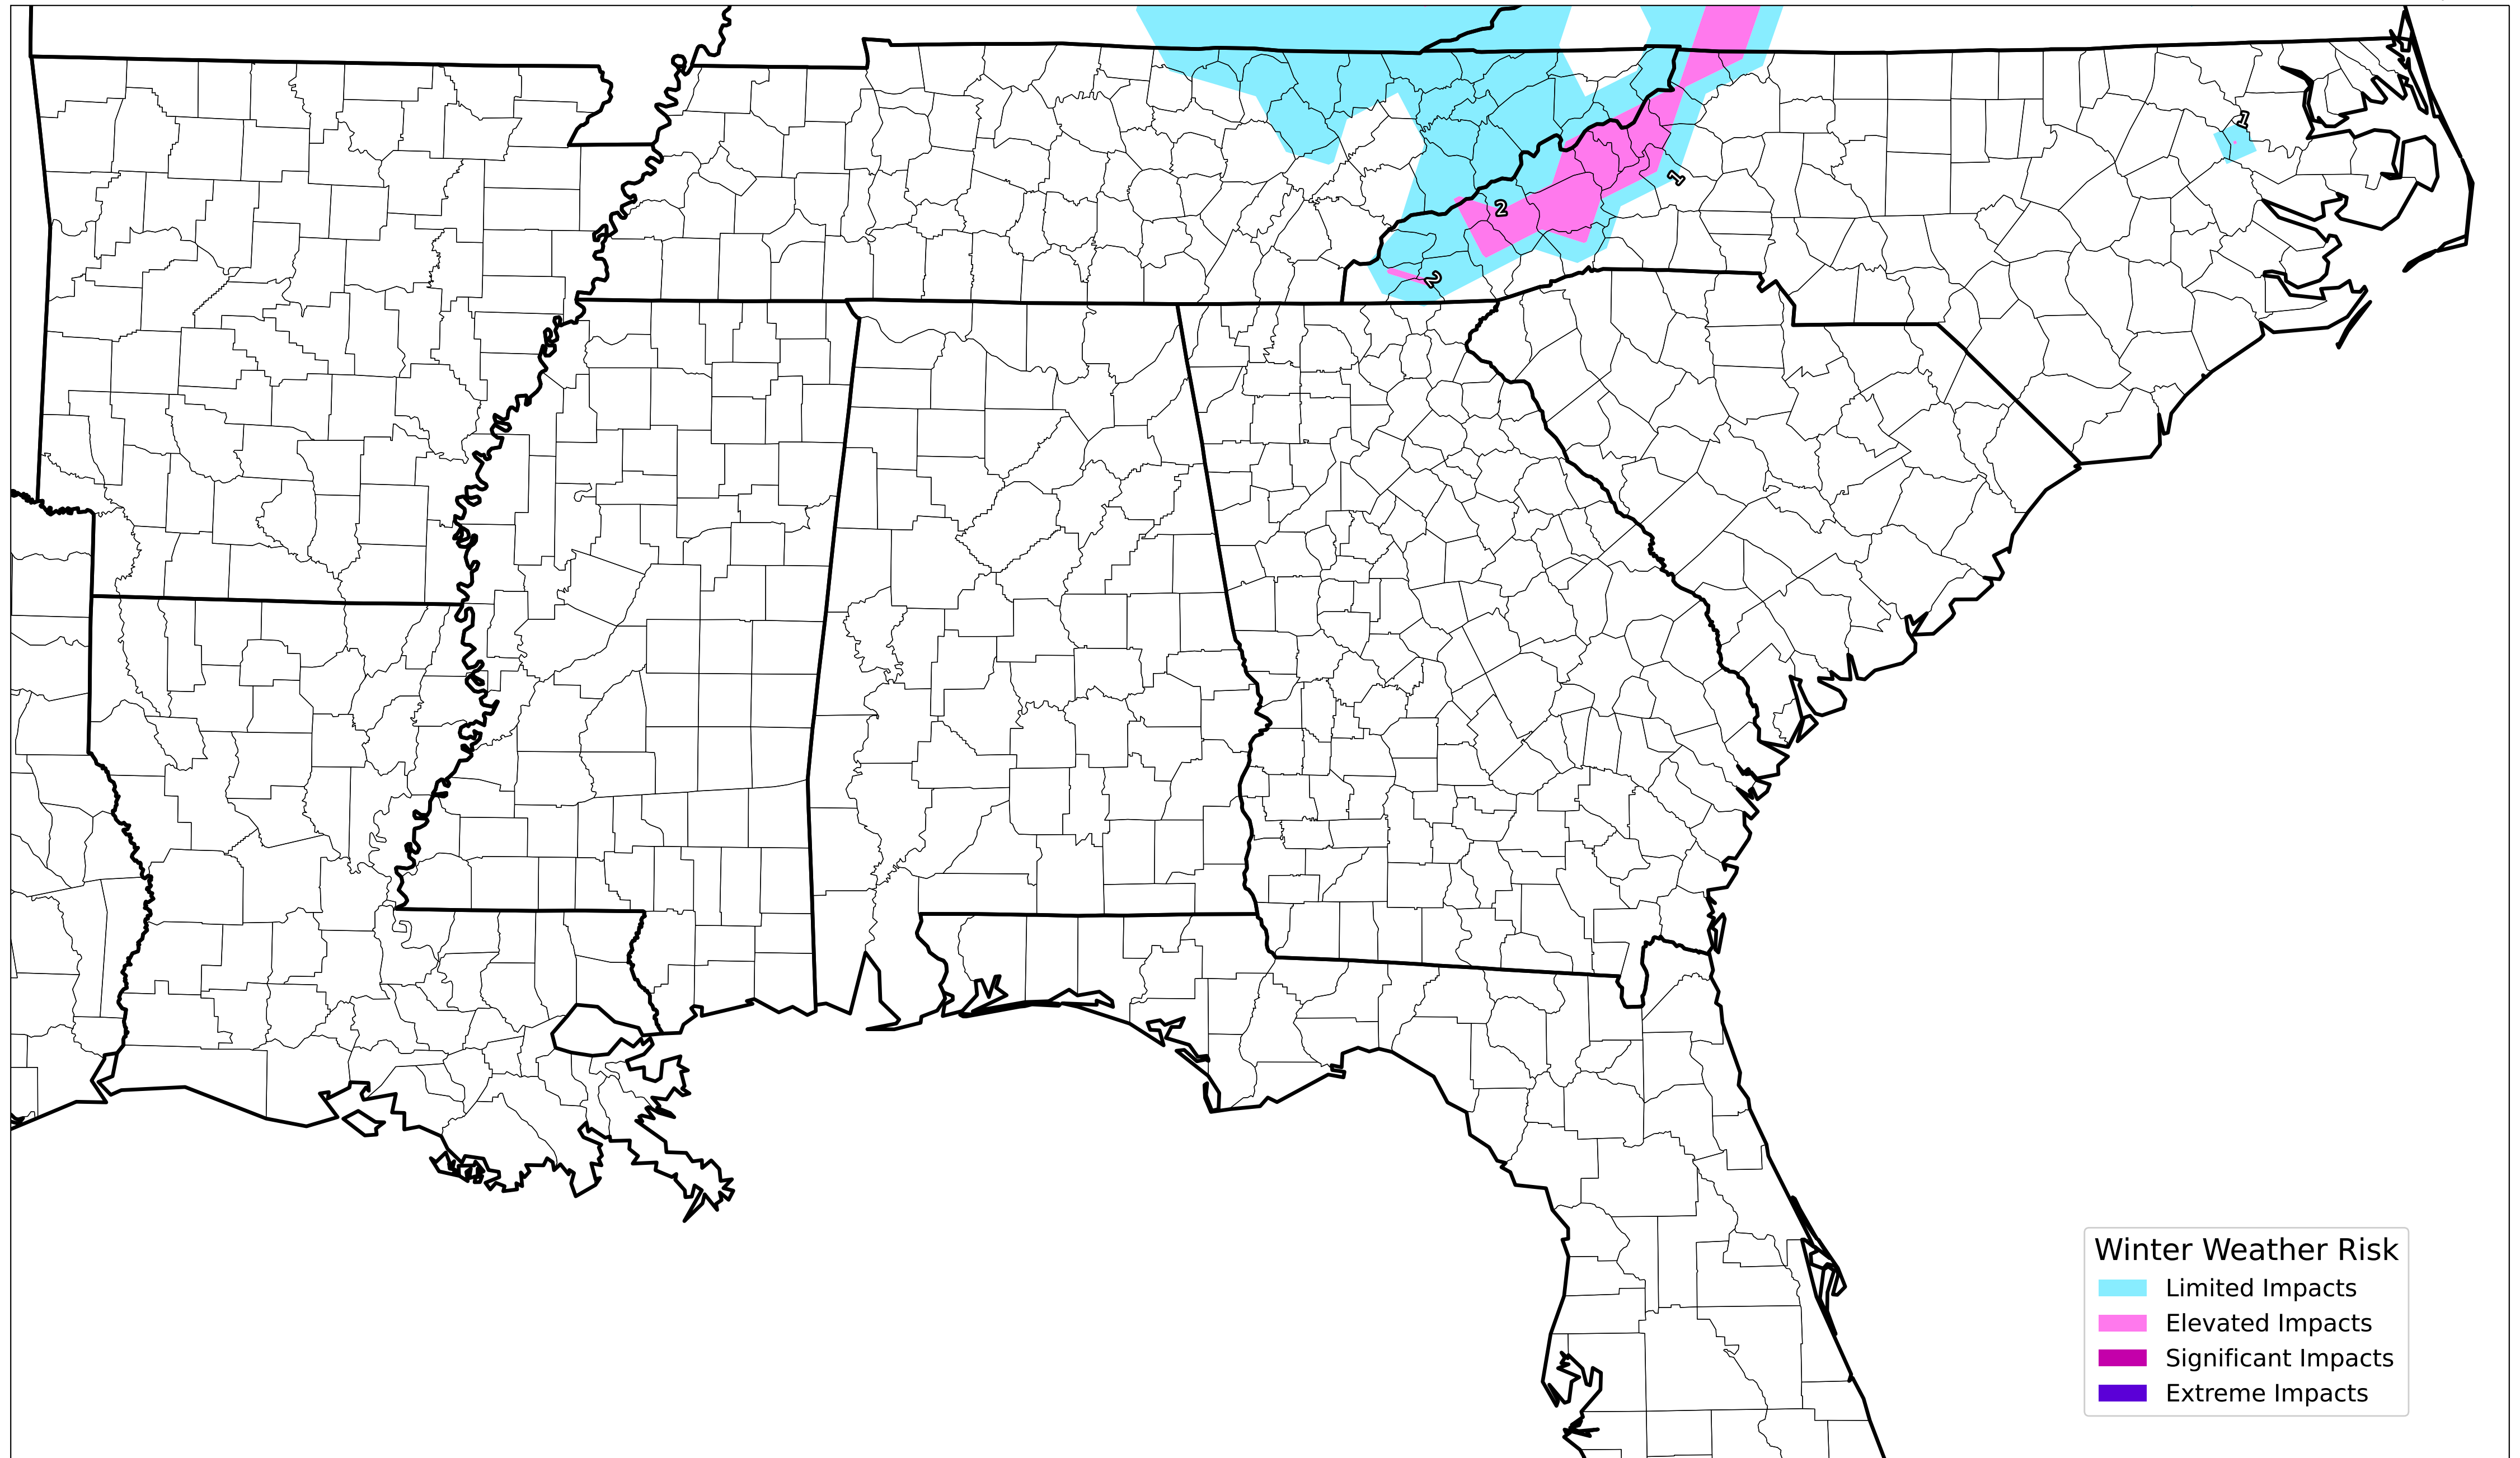 1
1
2
2
Winter Weather Risk
Limited Impacts
Elevated Impacts
Significant Impacts
Extreme Impacts